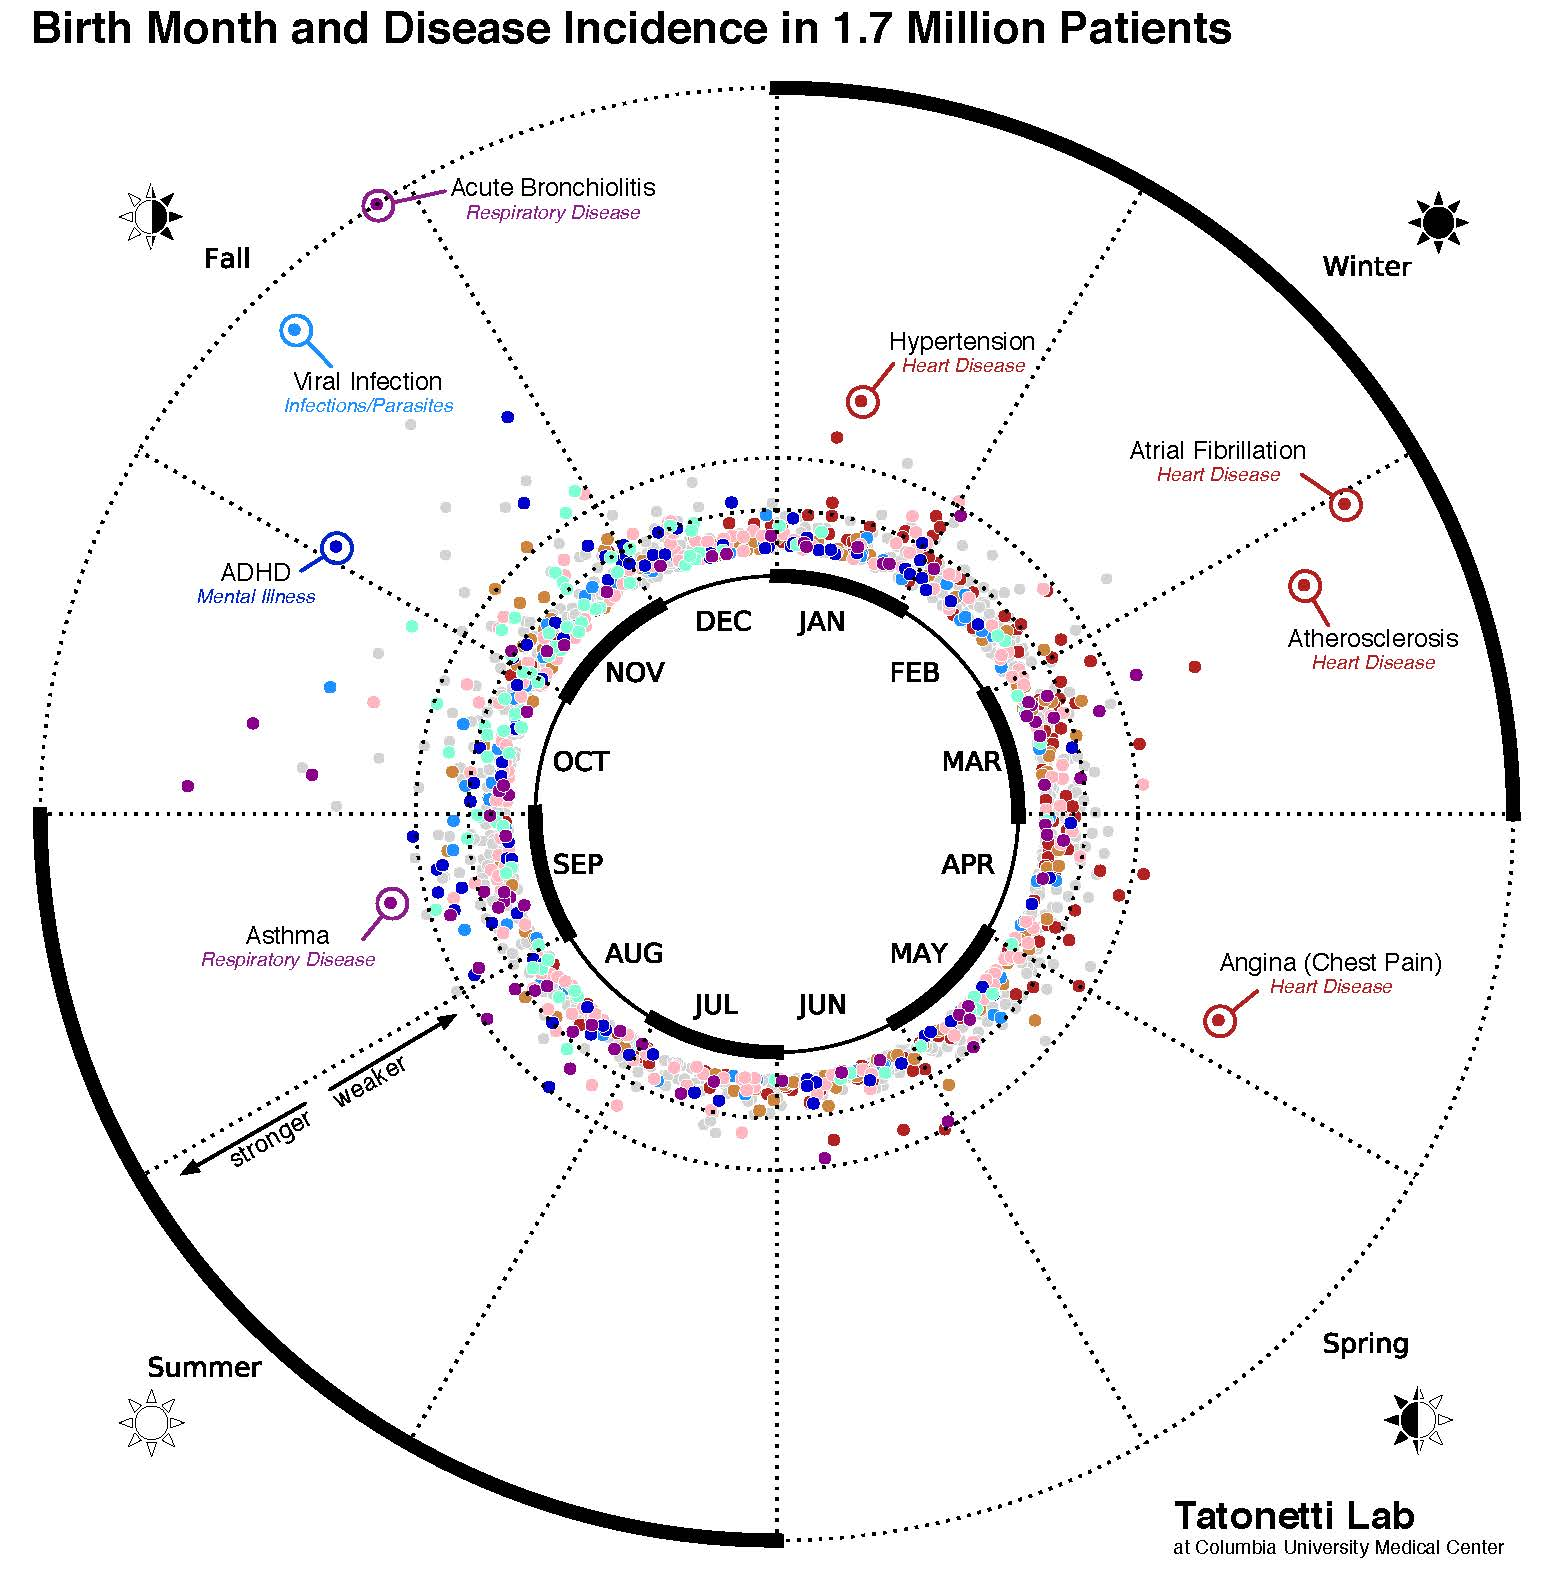 Birth Month and Disease Incidence in 1.7 Million Patients
Acute Bronchiolitis
Respiratory Disease
Fall
Winter
Viral Infection
Infections/Parasites
Hypertension
Heart Disease
Atrial Fibrillation
Heart Disease
ADHD
Mental Illness
Atherosclerosis
Heart Disease
DEC
JAN
NOV
FEB
OCT
MAR
SEP
APR
AUG
MAY
JUL
JUN
Asthma
Respiratory Disease
Angina (Chest Pain)
Heart Disease
weaker
stronger
Summer
Spring
Tatonetti Lab
at Columbia University Medical Center